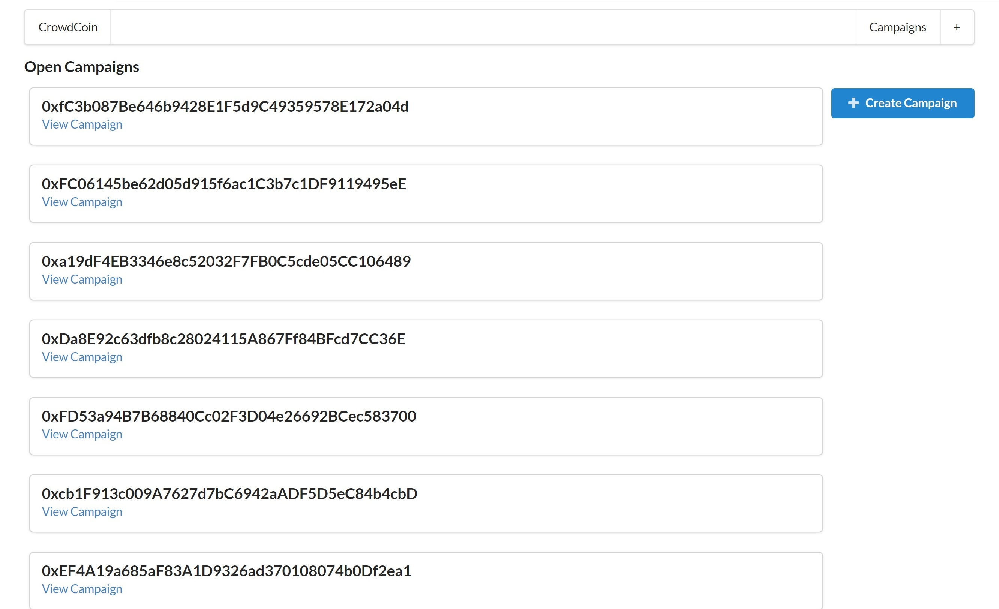 CrowdCoin
Campaigns
+
Open Campaigns
0xfC3b087Be646b9428E1F5d9C49359578E172a04d
View Campaign
Create Campaign
0xFC06145be62d05d915f6ac1C3b7c1DF9119495eE
View Campaign
0xa19dF4EB3346e8c52032F7FB0C5cde05CC106489
View Campaign
0xDa8E92c63dfb8c28024115A867Ff84BFcd7CC36E
View Campaign
0xFD53a94B7B68840Cc02F3D04e26692BCec583700
View Campaign
0xcb1F913c009A7627d7bC6942aADF5D5eC84b4cbD
View Campaign
0xEF4A19a685aF83A1D9326ad370108074b0Df2ea1
View Campaign